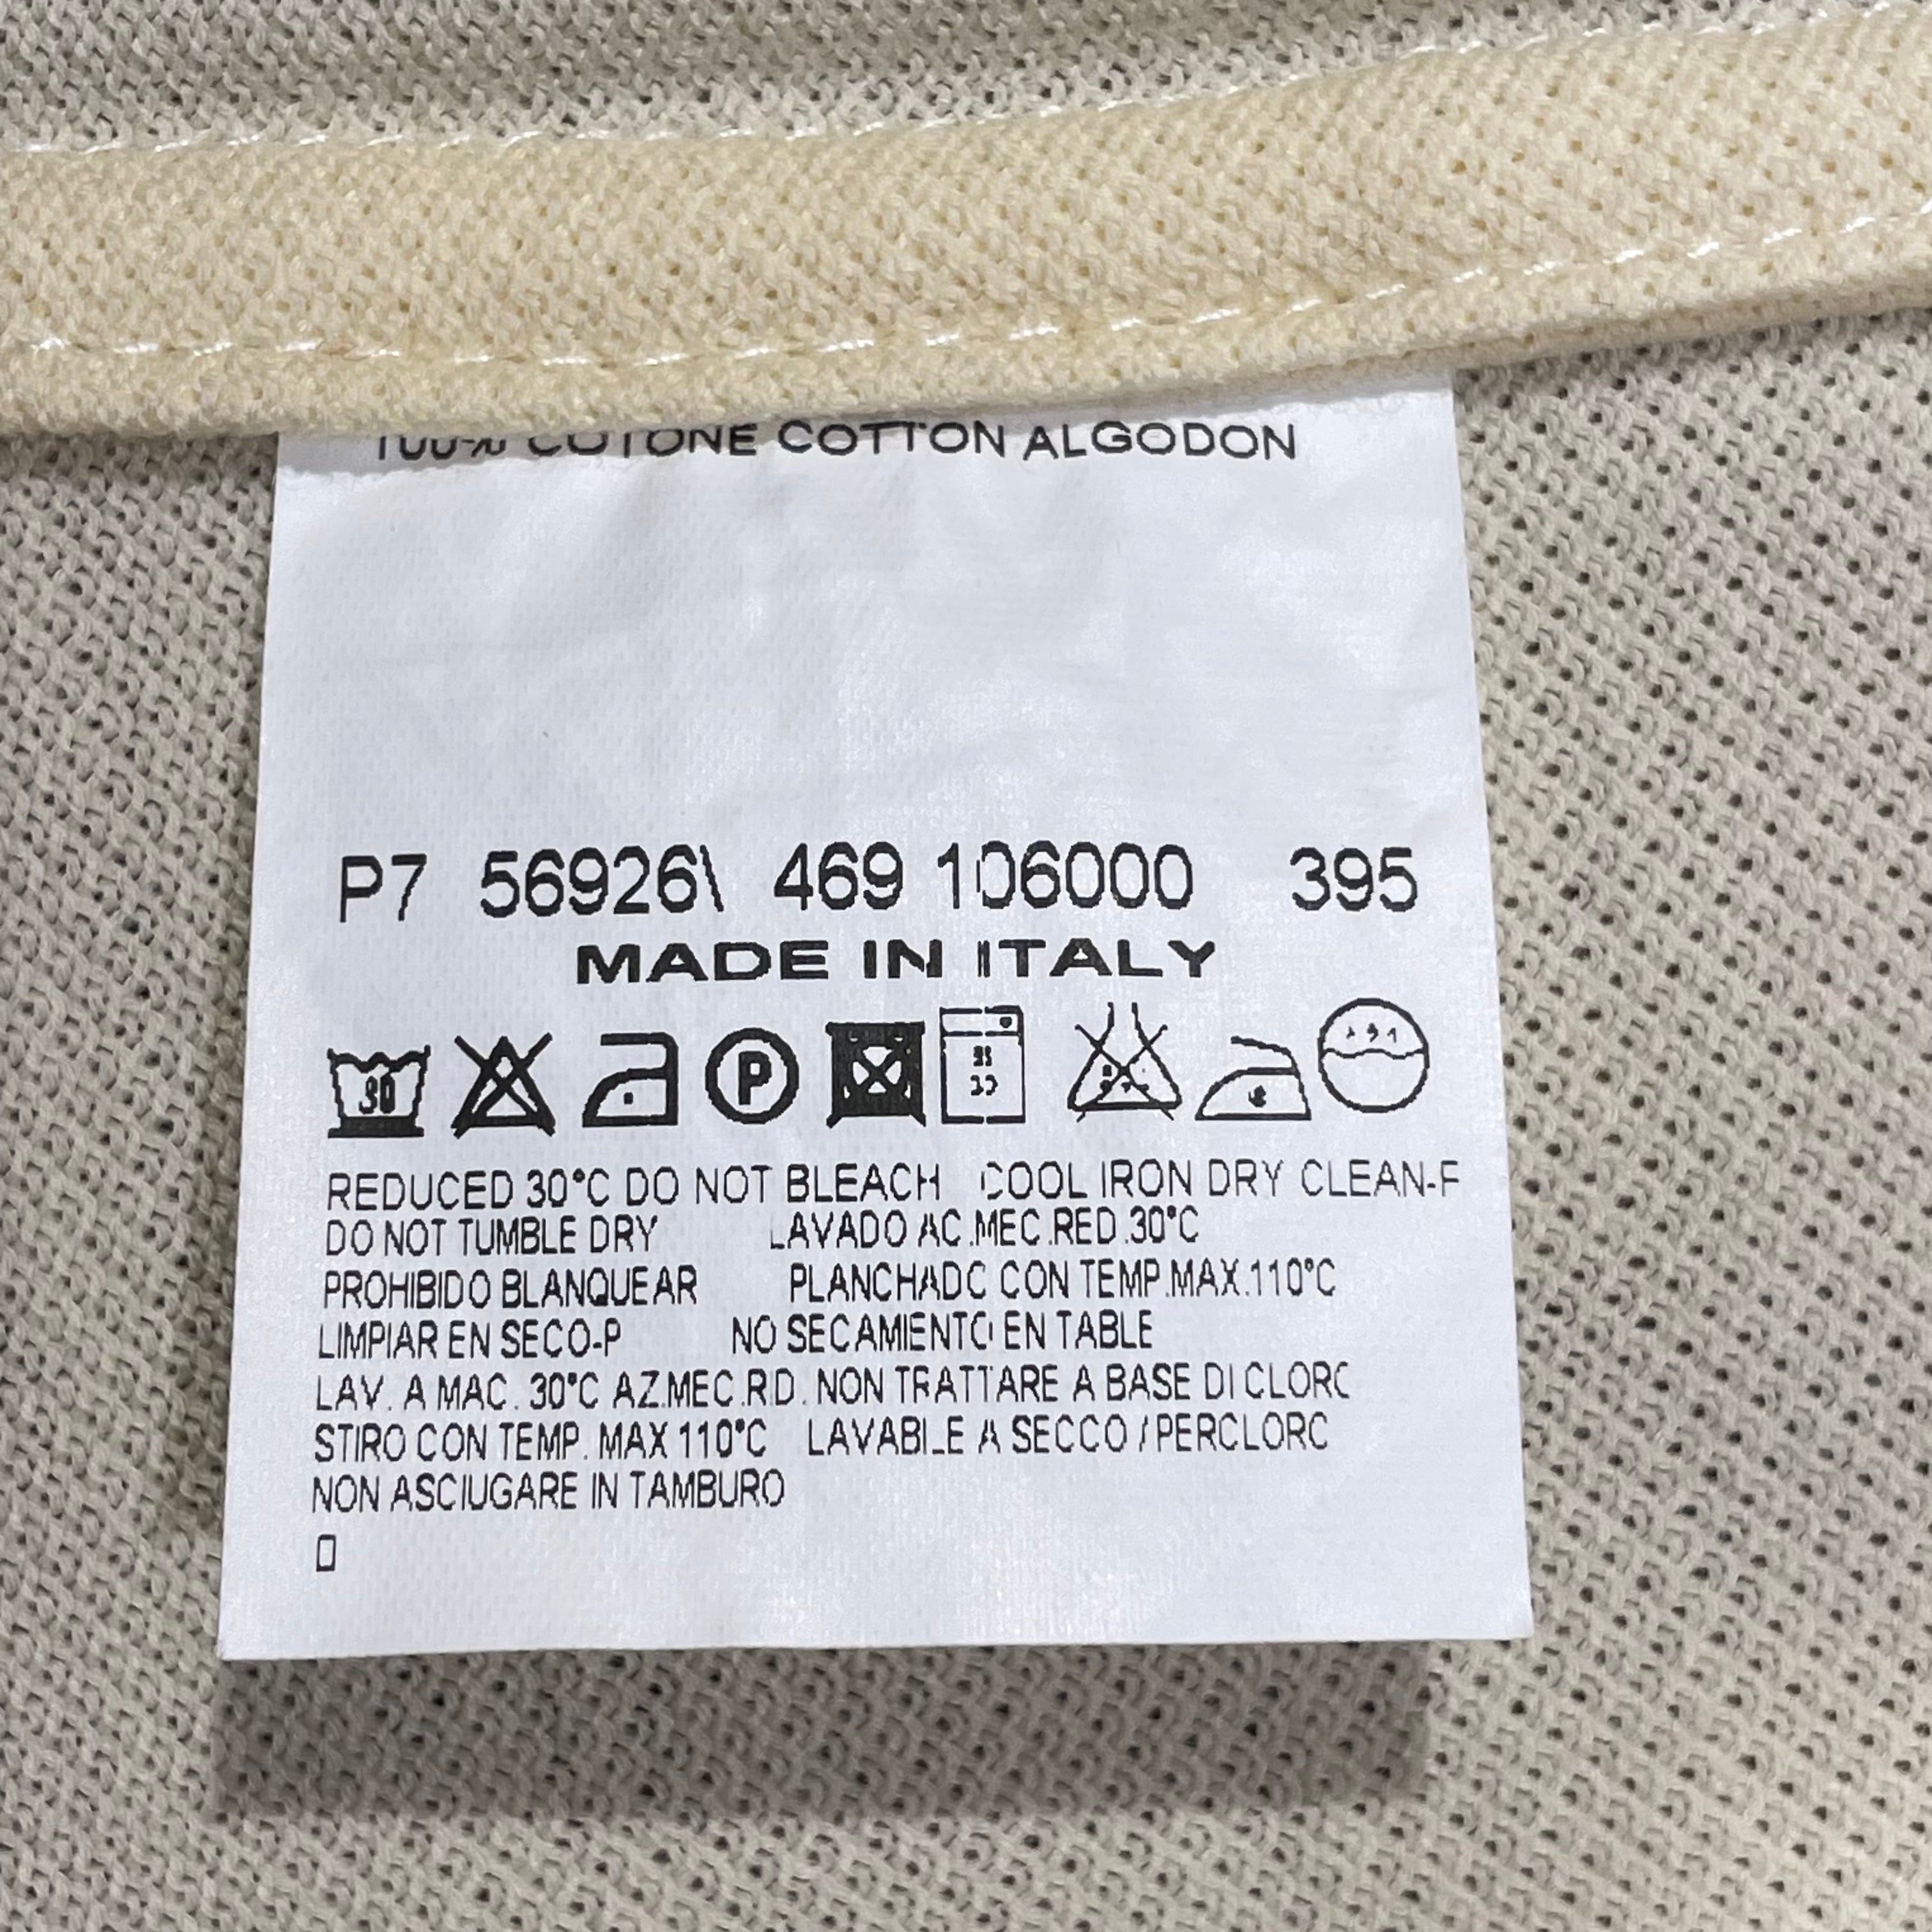 100% COTONE COTTON ALGODON
P7 56926\ 469 106000 395
MADE IN ITALY
30 P
REDUCED 30°C DO NOT BLEACH COOL IRON DRY CLEAN-P
DO NOT TUMBLE DRY LAVADO AC.MEC.RED.30°C
PROHIBIDO BLANQUEAR PLANCHADO CON TEMP.MAX.110°C
LIMPIAR EN SECO-P NO SECAMIENTO EN TABLE
LAV. A MAC. 30°C AZ.MEC.RD. NON TRATTARE A BASE DI CLORO
STIRO CON TEMP. MAX 110°C LAVABILE A SECCO / PERCLORO
NON ASCIUGARE IN TAMBURO